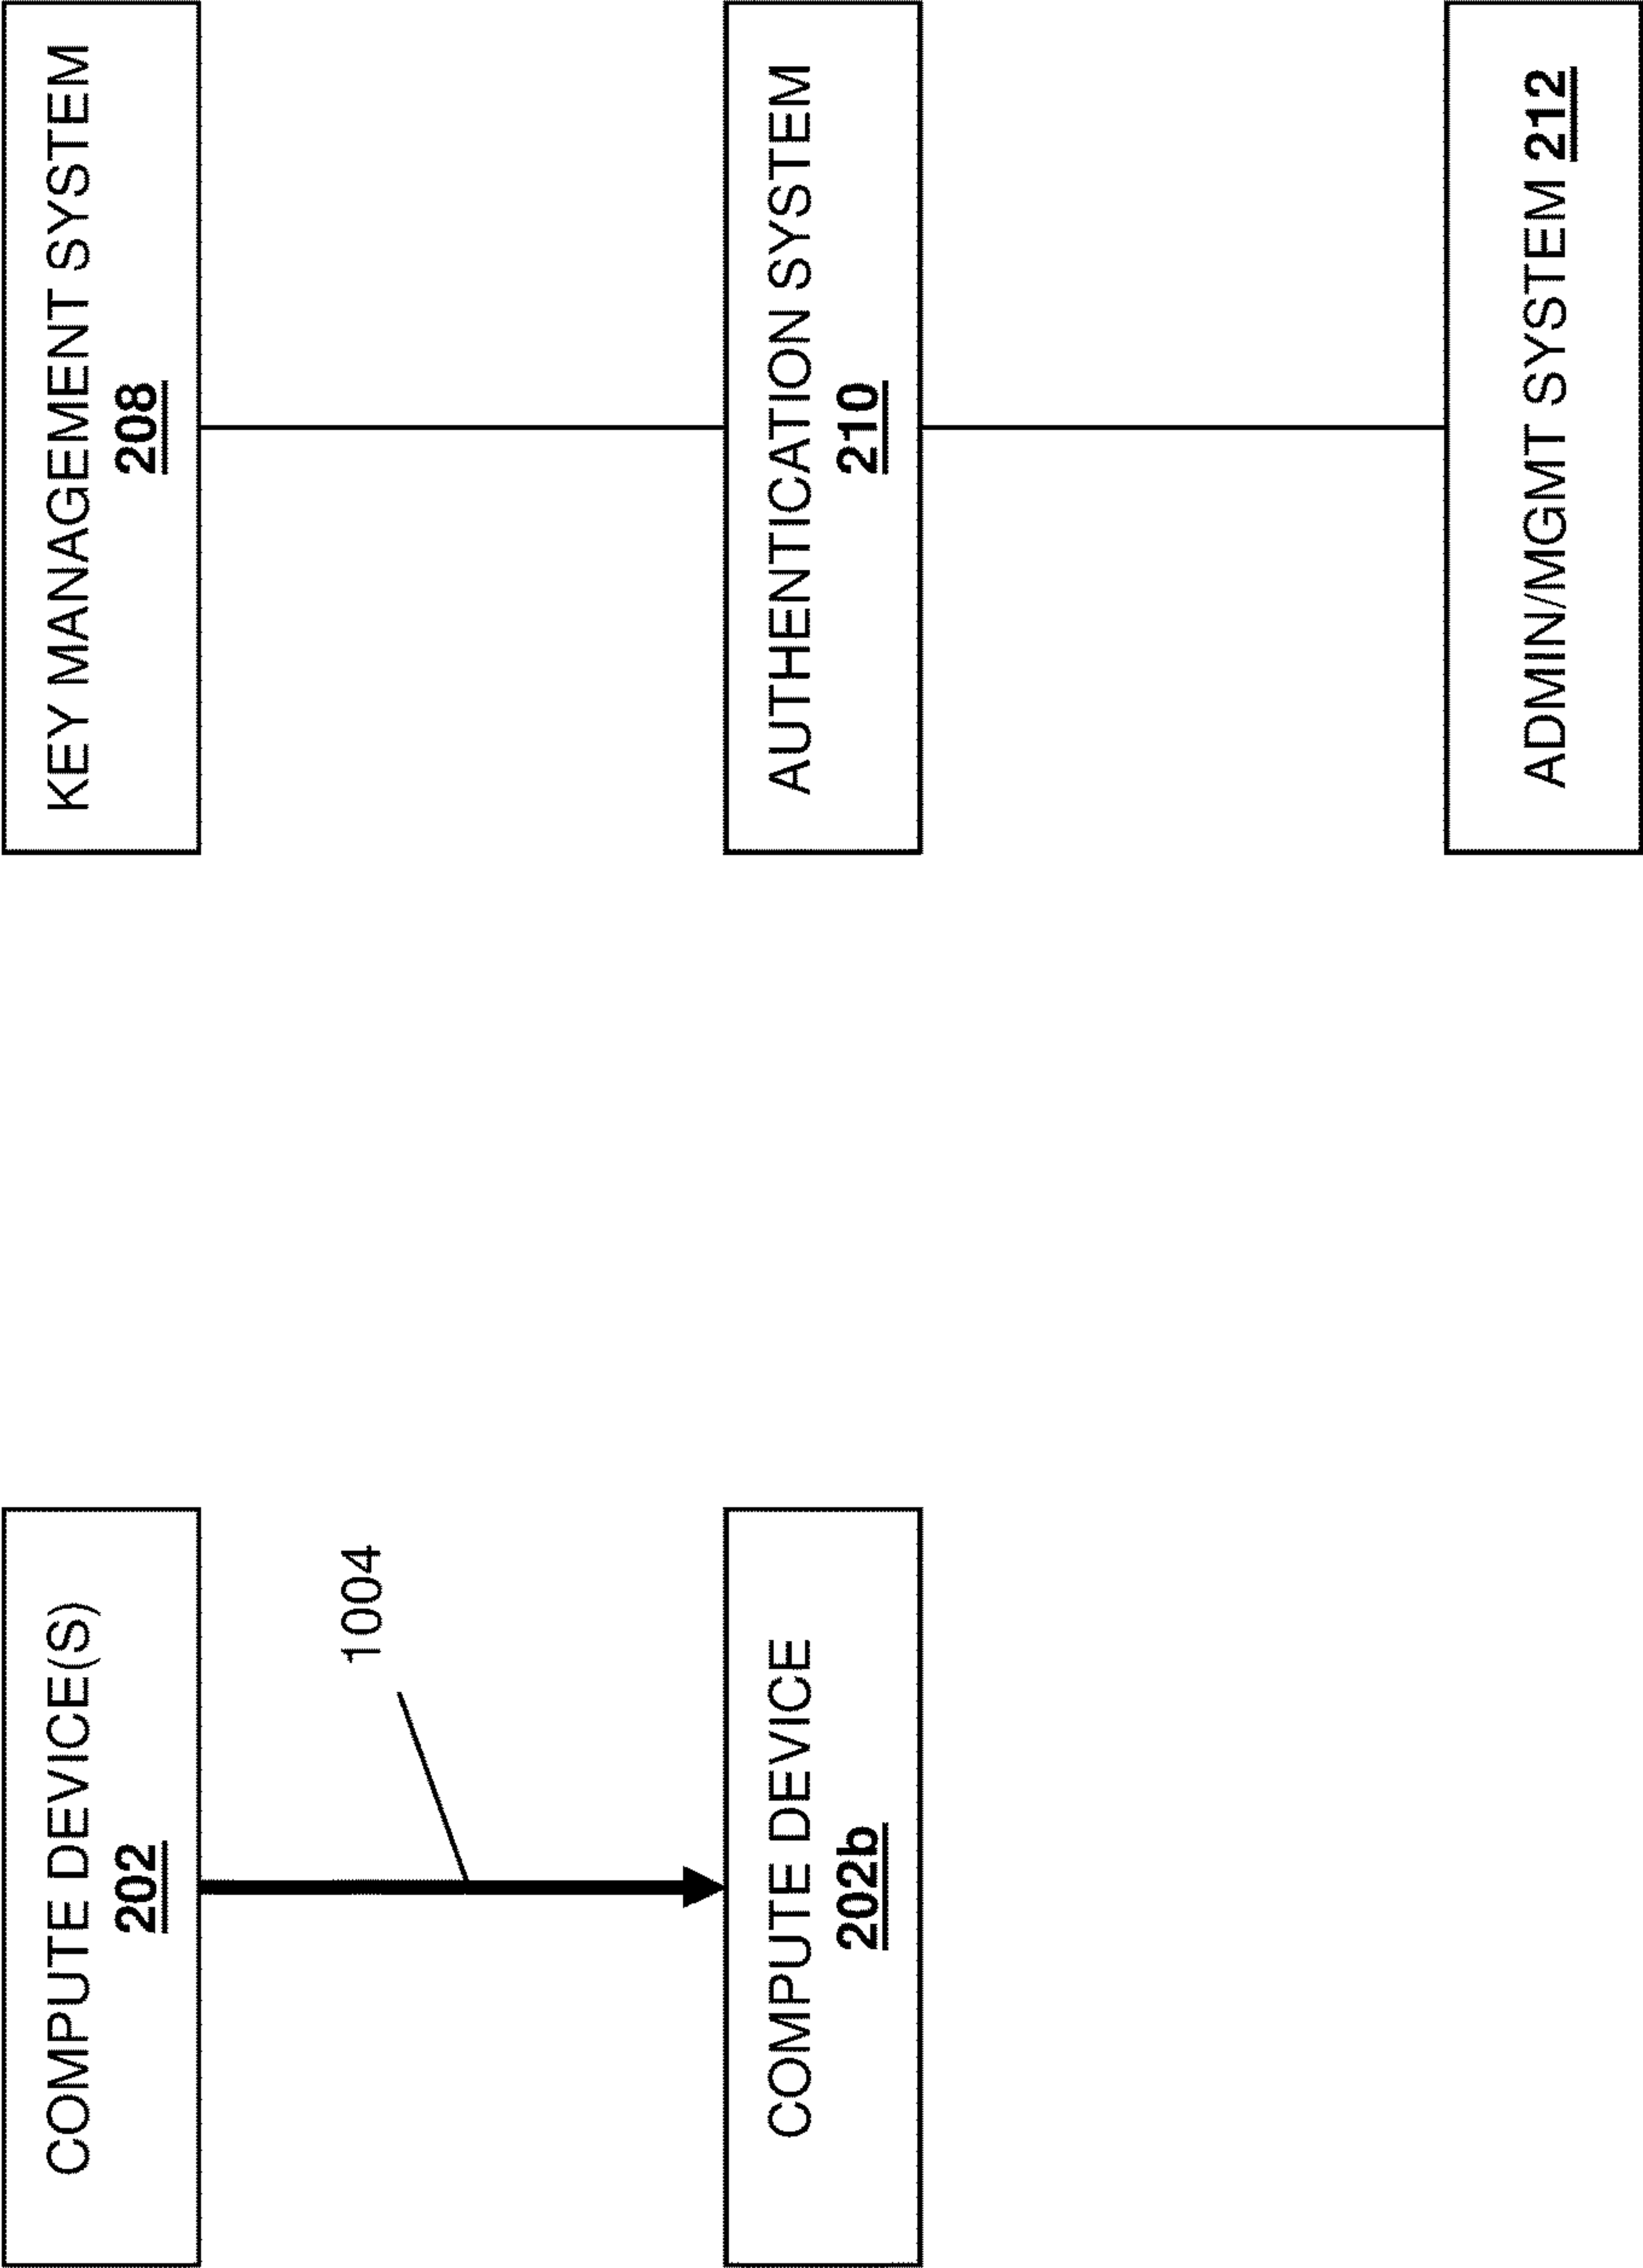 COMPUTE DEVICE(S)
202
KEY MANAGEMENT SYSTEM
208
1004
COMPUTE DEVICE
202b
AUTHENTICATION SYSTEM
210
ADMIN/MGMT SYSTEM 212